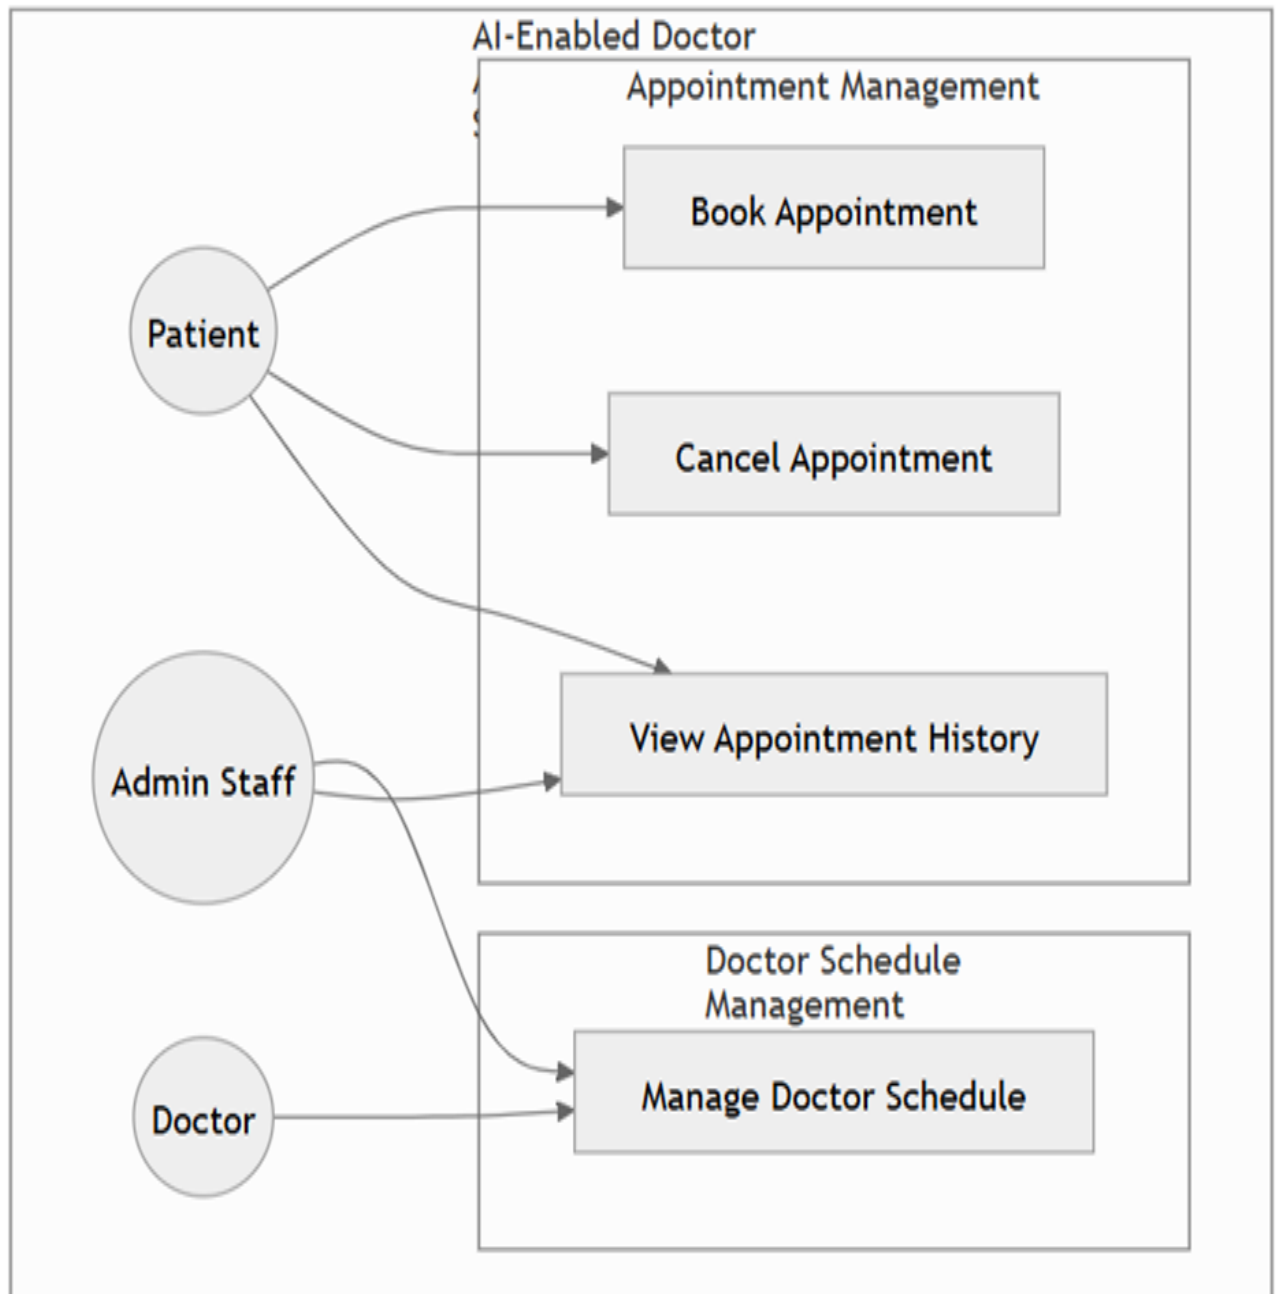 AI-Enabled Doctor
Appointment Management
Book Appointment
Patient
Cancel Appointment
View Appointment History
Admin Staff
Doctor Schedule
Management
Manage Doctor Schedule
Doctor